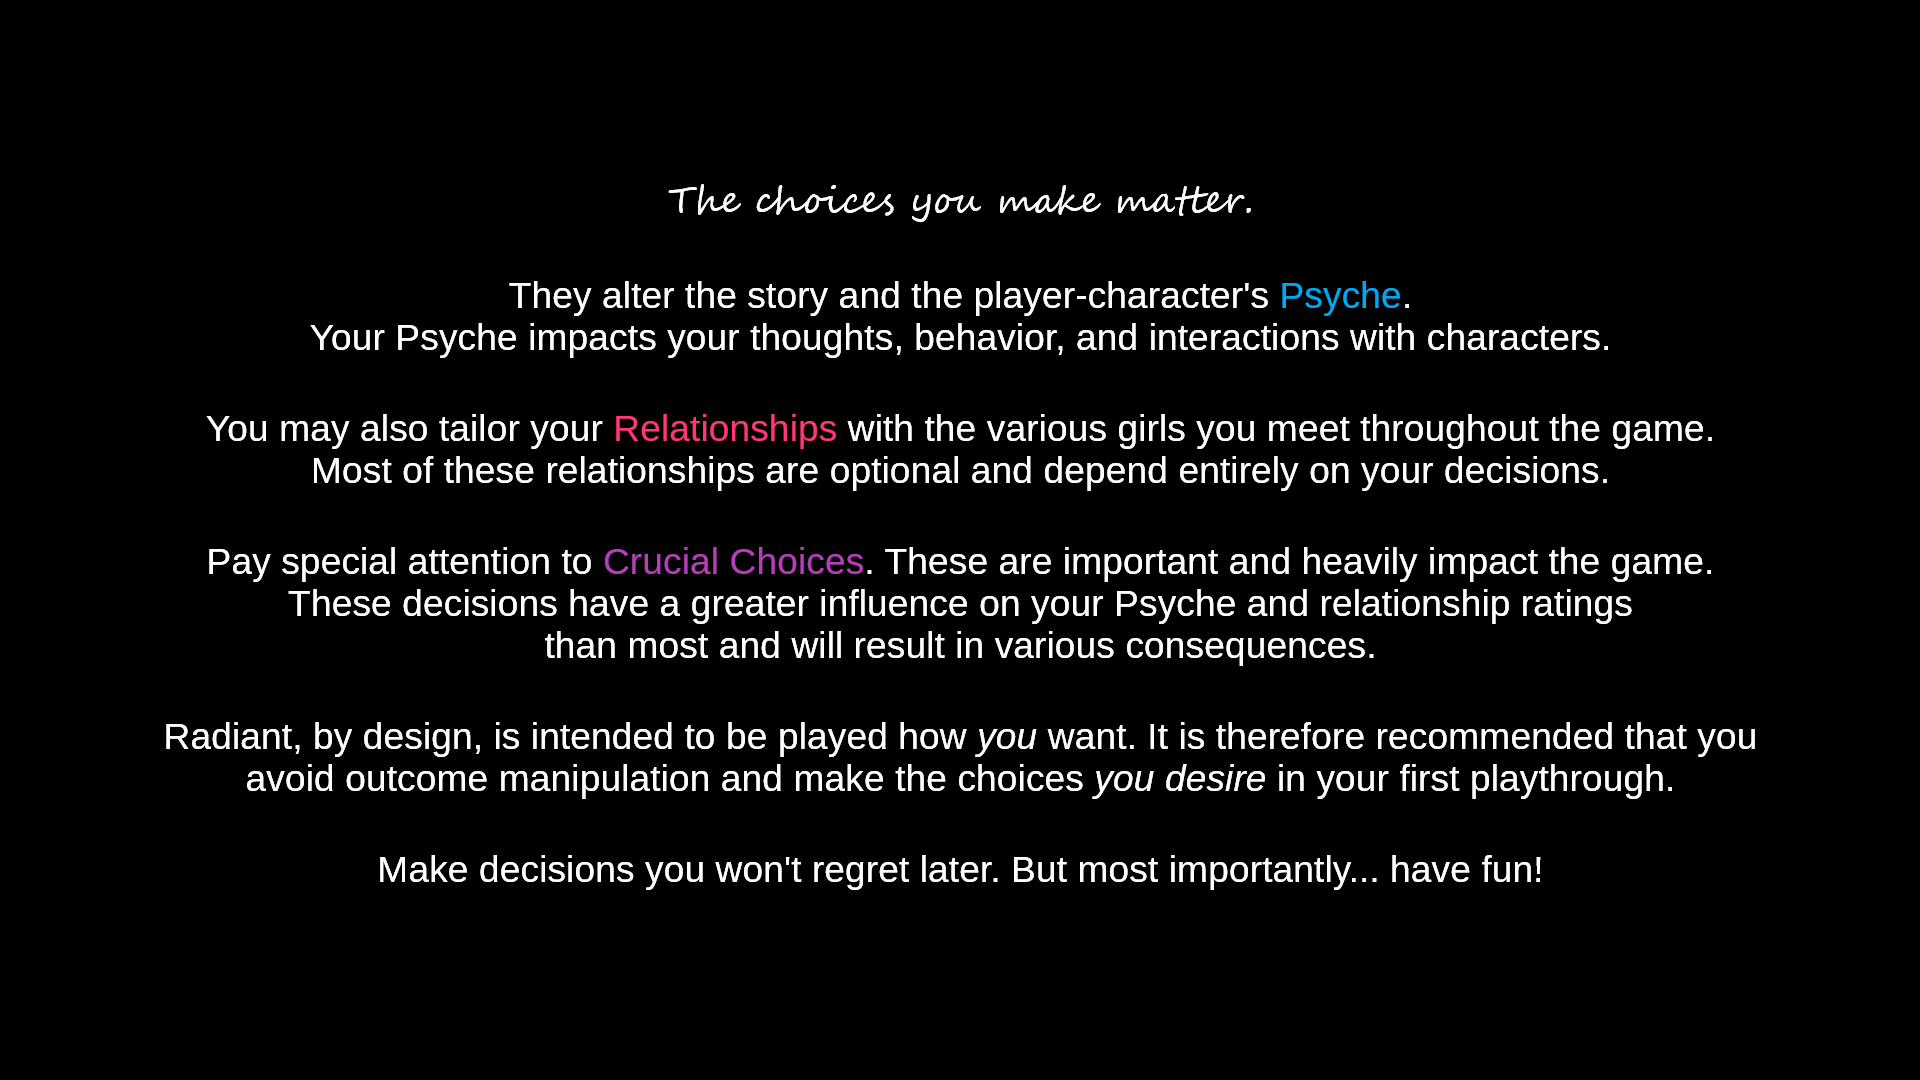 The choices you make matter.
They alter the story and the player-character's Psyche.
Your Psyche impacts your thoughts, behavior, and interactions with characters.
You may also tailor your Relationships with the various girls you meet throughout the game.
Most of these relationships are optional and depend entirely on your decisions.
Pay special attention to Crucial Choices. These are important and heavily impact the game.
These decisions have a greater influence on your Psyche and relationship ratings
than most and will result in various consequences.
Radiant, by design, is intended to be played how you want. It is therefore recommended that you
avoid outcome manipulation and make the choices you desire in your first playthrough.
Make decisions you won't regret later. But most importantly... have fun!